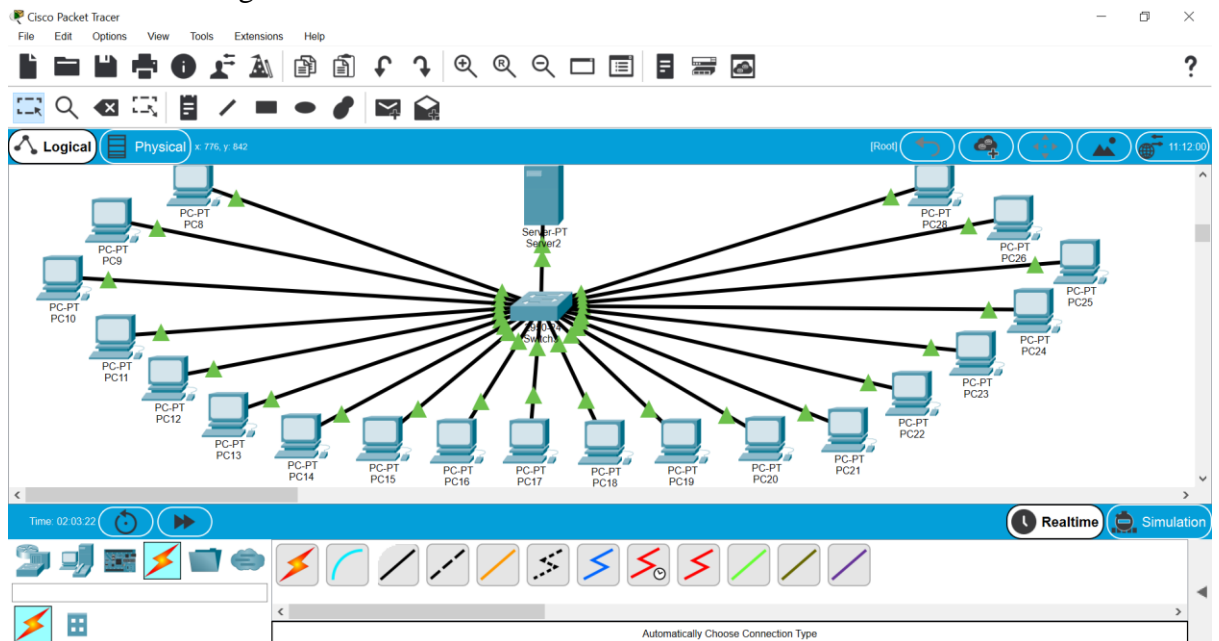 Cisco Packet Tracer
File Edit Options View Tools Extensions Help
?
Logical Physical x: 776, y: 842 [Root] 11:12:00
PC-PT
PC8
PC-PT
PC9
PC-PT
PC10
PC-PT
PC11
PC-PT
PC12
PC-PT
PC13
PC-PT
PC14
PC-PT
PC15
PC-PT
PC16
PC-PT
PC17
PC-PT
PC18
PC-PT
PC19
PC-PT
PC20
PC-PT
PC21
PC-PT
PC22
PC-PT
PC23
PC-PT
PC24
PC-PT
PC25
PC-PT
PC26
PC-PT
PC28
Server-PT
Server2
Time: 02:03:22 Realtime Simulation
Automatically Choose Connection Type